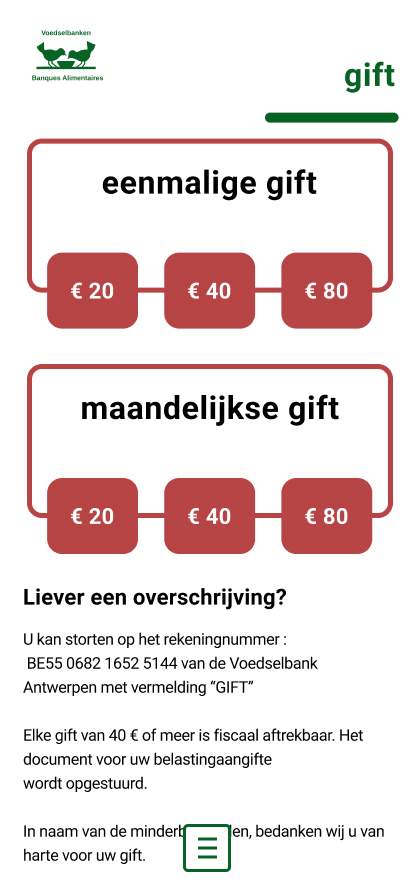 Voedselbanken
Banques Alimentaires
gift
eenmalige gift
€ 20
€ 40
€ 80
maandelijkse gift
€ 20
€ 40
€ 80
Liever een overschrijving?
U kan storten op het rekeningnummer :
BE55 0682 1652 5144 van de Voedselbank
Antwerpen met vermelding “GIFT”
Elke gift van 40 € of meer is fiscaal aftrekbaar. Het
document voor uw belastingaangifte
wordt opgestuurd.
In naam van de bedanken wij u van
harte voor uw gift.